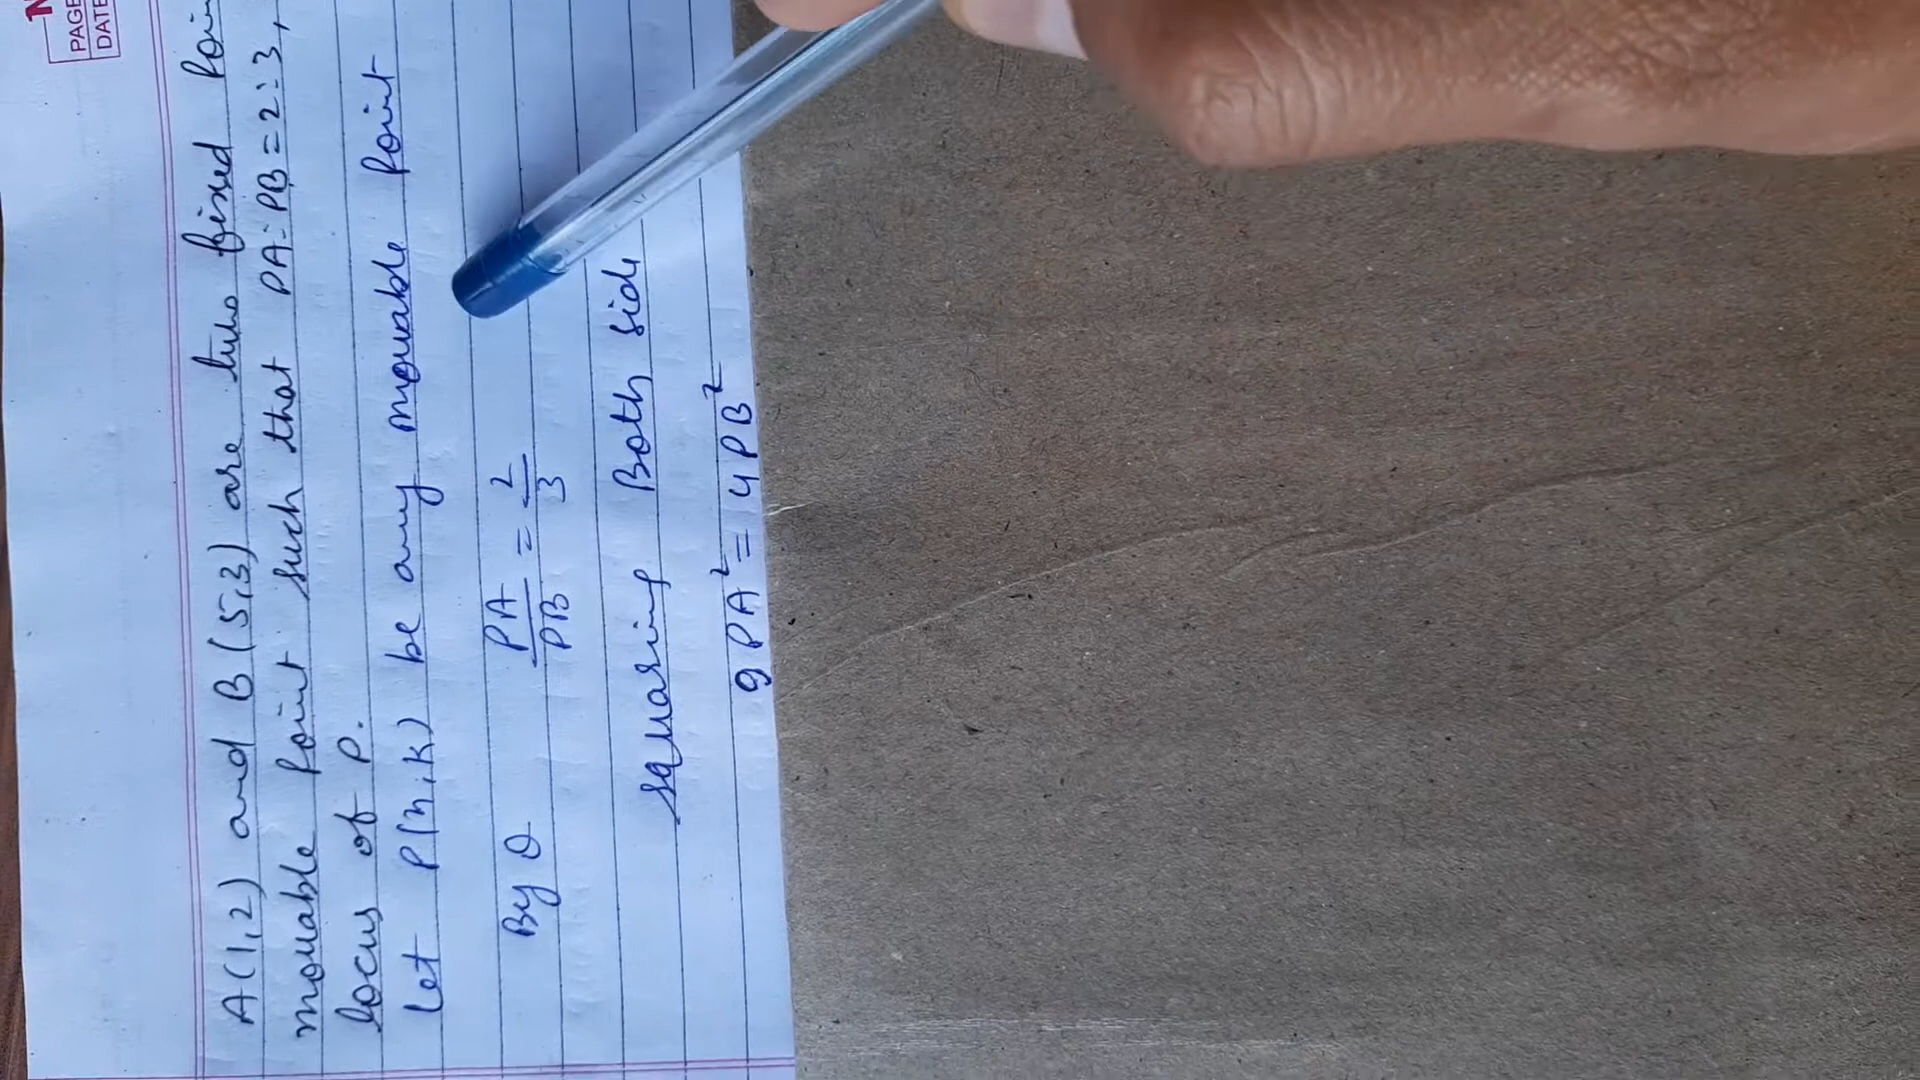 PAGE
DATE
A(1,2) and B(5,3) are two fixed
movable point such that PA:PB=2:3,
locus of P.
Let P(h,k) be any movable point
By Q PA/PB = 2/3
squaring Both side
9PA²=4PB²